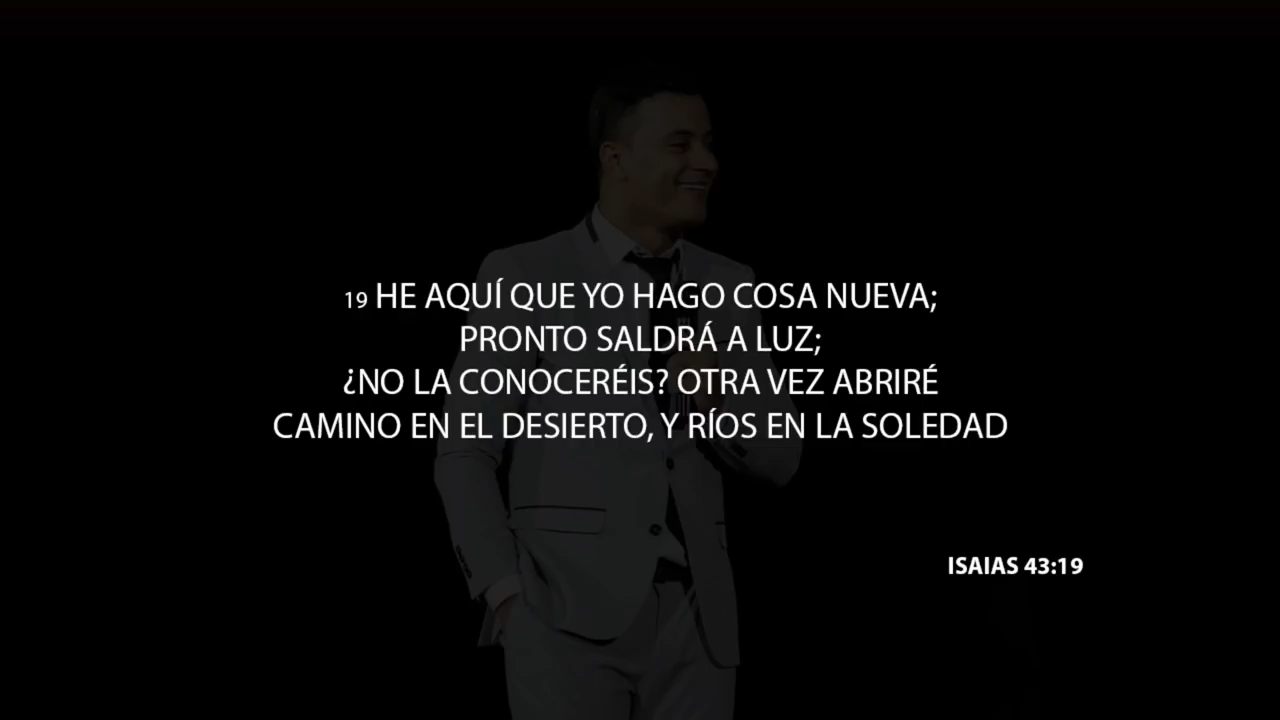 19 HE AQUÍ QUE YO HAGO COSA NUEVA;
PRONTO SALDRÁ A LUZ;
¿NO LA CONOCERÉIS? OTRA VEZ ABRIRÉ
CAMINO EN EL DESIERTO, Y RÍOS EN LA SOLEDAD
ISAIAS 43:19